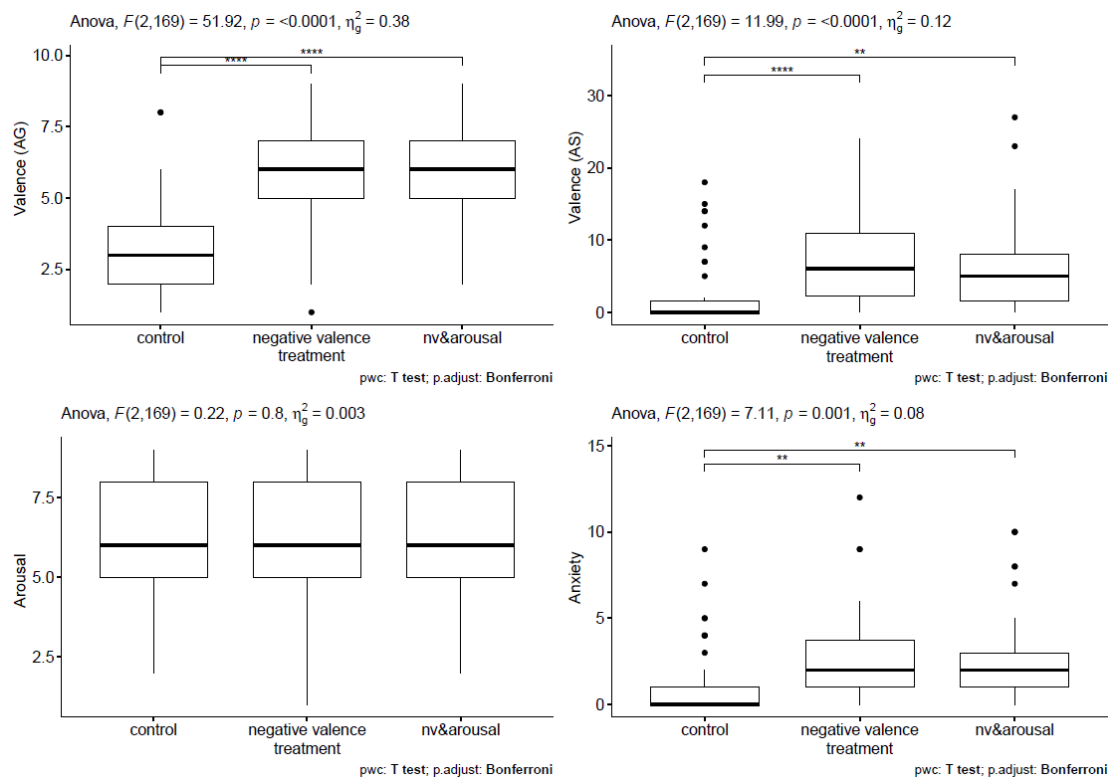 Anova, F(2,169) = 51.92, p = <0.0001, η²g = 0.38
10.0
7.5
5.0
2.5
Valence (AG)
****
****
control
negative valence
treatment
nv&arousal
pwc: T test; p.adjust: Bonferroni
Anova, F(2,169) = 11.99, p = <0.0001, η²g = 0.12
30
20
10
0
Valence (AS)
**
****
control
negative valence
treatment
nv&arousal
pwc: T test; p.adjust: Bonferroni
Anova, F(2,169) = 0.22, p = 0.8, η²g = 0.003
7.5
5.0
2.5
Arousal
control
negative valence
treatment
nv&arousal
pwc: T test; p.adjust: Bonferroni
Anova, F(2,169) = 7.11, p = 0.001, η²g = 0.08
15
10
5
0
Anxiety
**
**
control
negative valence
treatment
nv&arousal
pwc: T test; p.adjust: Bonferroni